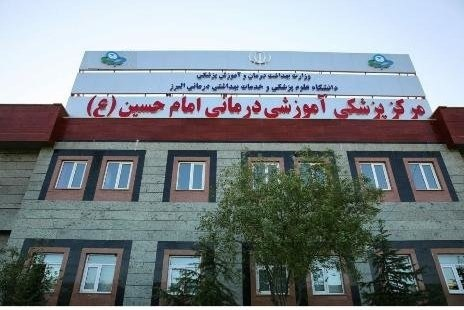 وزارت بهداشت درمان و آموزش پزشکی
دانشگاه علوم پزشکی و خدمات بهداشتی درمانی البرز
مرکز پزشکی آموزشی درمانی امام حسین (ع)